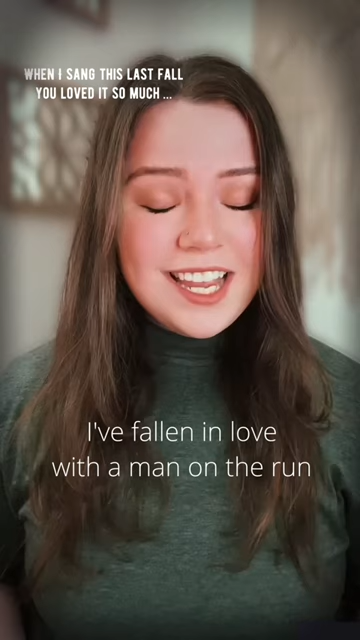 WHEN I SANG THIS LAST FALL
YOU LOVED IT SO MUCH ...
I've fallen in love
with a man on the run